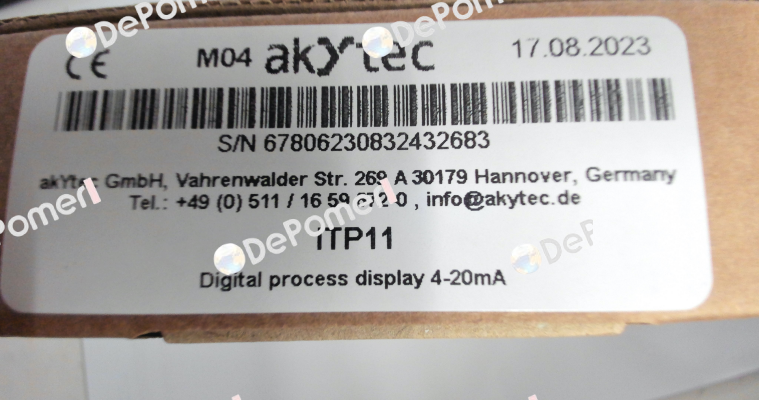 CE M04 akYtec 17.08.2023
S/N 67806230832432683
akYtec GmbH, Vahrenwalder Str. 269 A 30179 Hannover, Germany
Tel.: +49 (0) 511 / 16 59 672-0 , info@akytec.de
ITP11
Digital process display 4-20mA
DePomeri
DePomeri